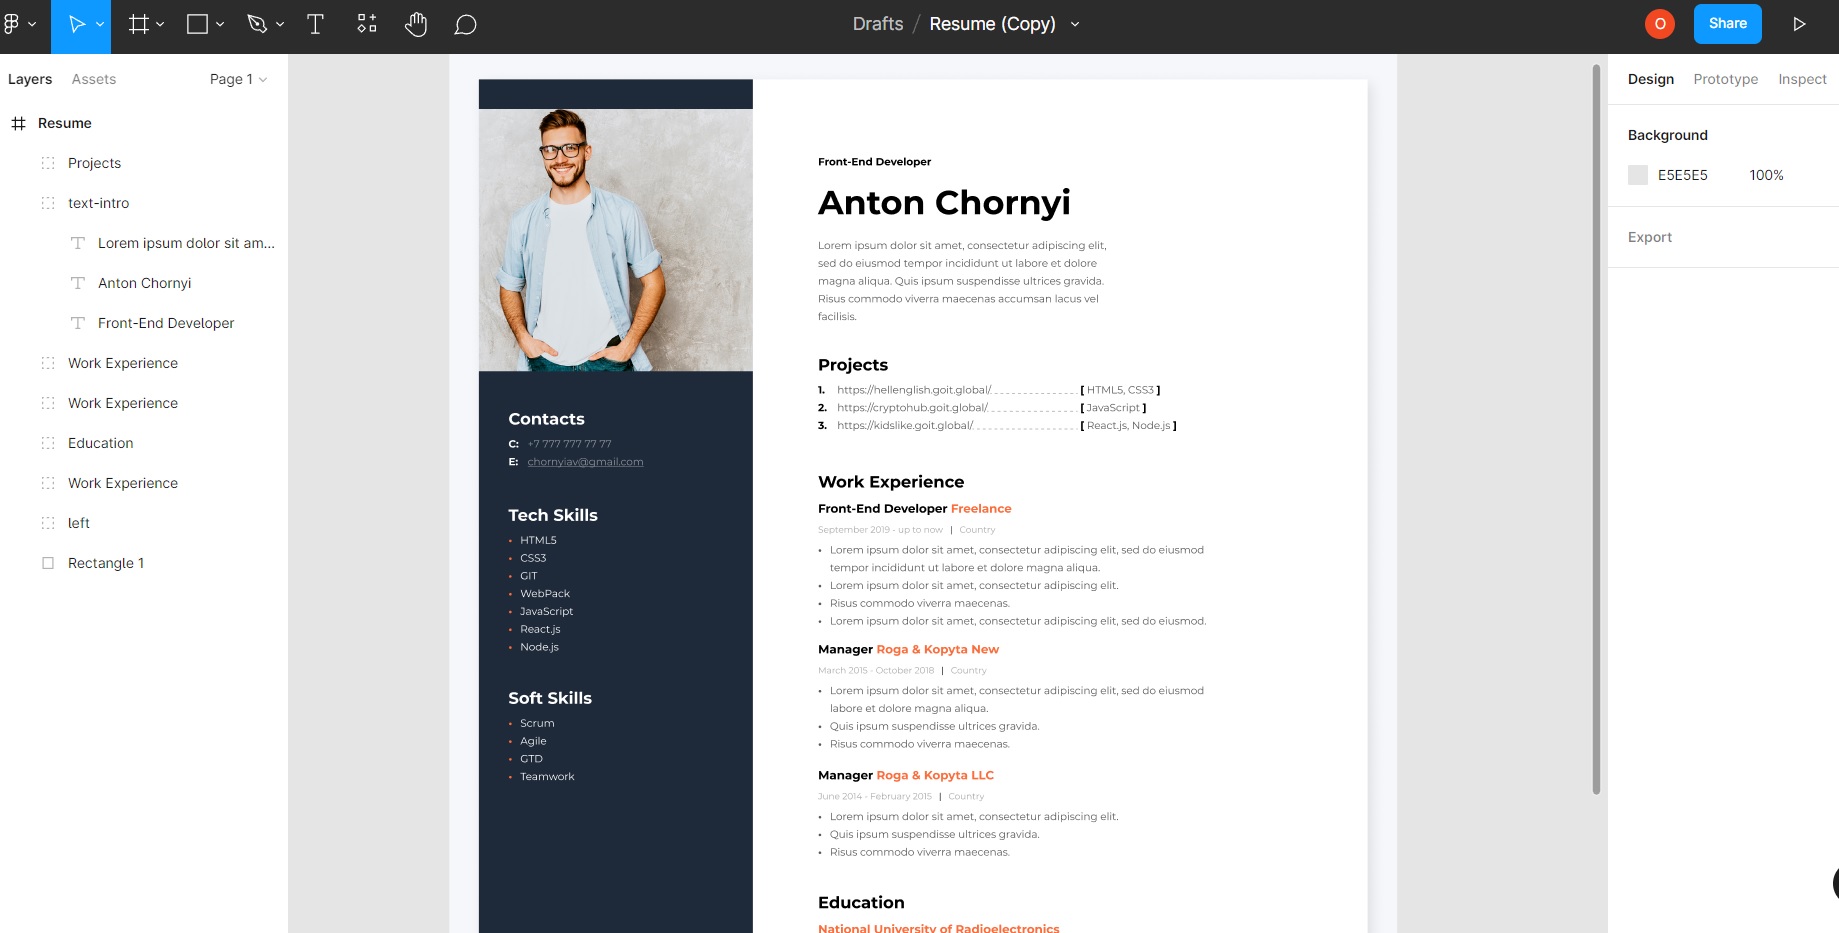 Drafts / Resume (Copy)
O
Share
Layers
Assets
Page 1
Resume
Projects
text-intro
Lorem ipsum dolor sit am...
Anton Chornyi
Front-End Developer
Work Experience
Work Experience
Education
Work Experience
left
Rectangle 1
Contacts
C: +7 777 777 77 77
E: chornyiav@gmail.com
Tech Skills
• HTML5
• CSS3
• GIT
• WebPack
• JavaScript
• React.js
• Node.js
Soft Skills
• Scrum
• Agile
• GTD
• Teamwork
Front-End Developer
Anton Chornyi
Lorem ipsum dolor sit amet, consectetur adipiscing elit,
sed do eiusmod tempor incididunt ut labore et dolore
magna aliqua. Quis ipsum suspendisse ultrices gravida.
Risus commodo viverra maecenas accumsan lacus vel
facilisis.
Projects
1. https://hellenglish.goit.global/ [ HTML5, CSS3 ]
2. https://cryptohub.goit.global/ [ JavaScript ]
3. https://kidslike.goit.global/ [ React.js, Node.js ]
Work Experience
Front-End Developer Freelance
September 2019 - up to now | Country
• Lorem ipsum dolor sit amet, consectetur adipiscing elit, sed do eiusmod
tempor incididunt ut labore et dolore magna aliqua.
• Lorem ipsum dolor sit amet, consectetur adipiscing elit.
• Risus commodo viverra maecenas.
• Lorem ipsum dolor sit amet, consectetur adipiscing elit, sed do eiusmod.
Manager Roga & Kopyta New
March 2015 - October 2018 | Country
• Lorem ipsum dolor sit amet, consectetur adipiscing elit, sed do eiusmod
labore et dolore magna aliqua.
• Quis ipsum suspendisse ultrices gravida.
• Risus commodo viverra maecenas.
Manager Roga & Kopyta LLC
June 2014 - February 2015 | Country
• Lorem ipsum dolor sit amet, consectetur adipiscing elit.
• Quis ipsum suspendisse ultrices gravida.
• Risus commodo viverra maecenas.
Education
National University of Radioelectronics
Design
Prototype
Inspect
Background
E5E5E5 100%
Export